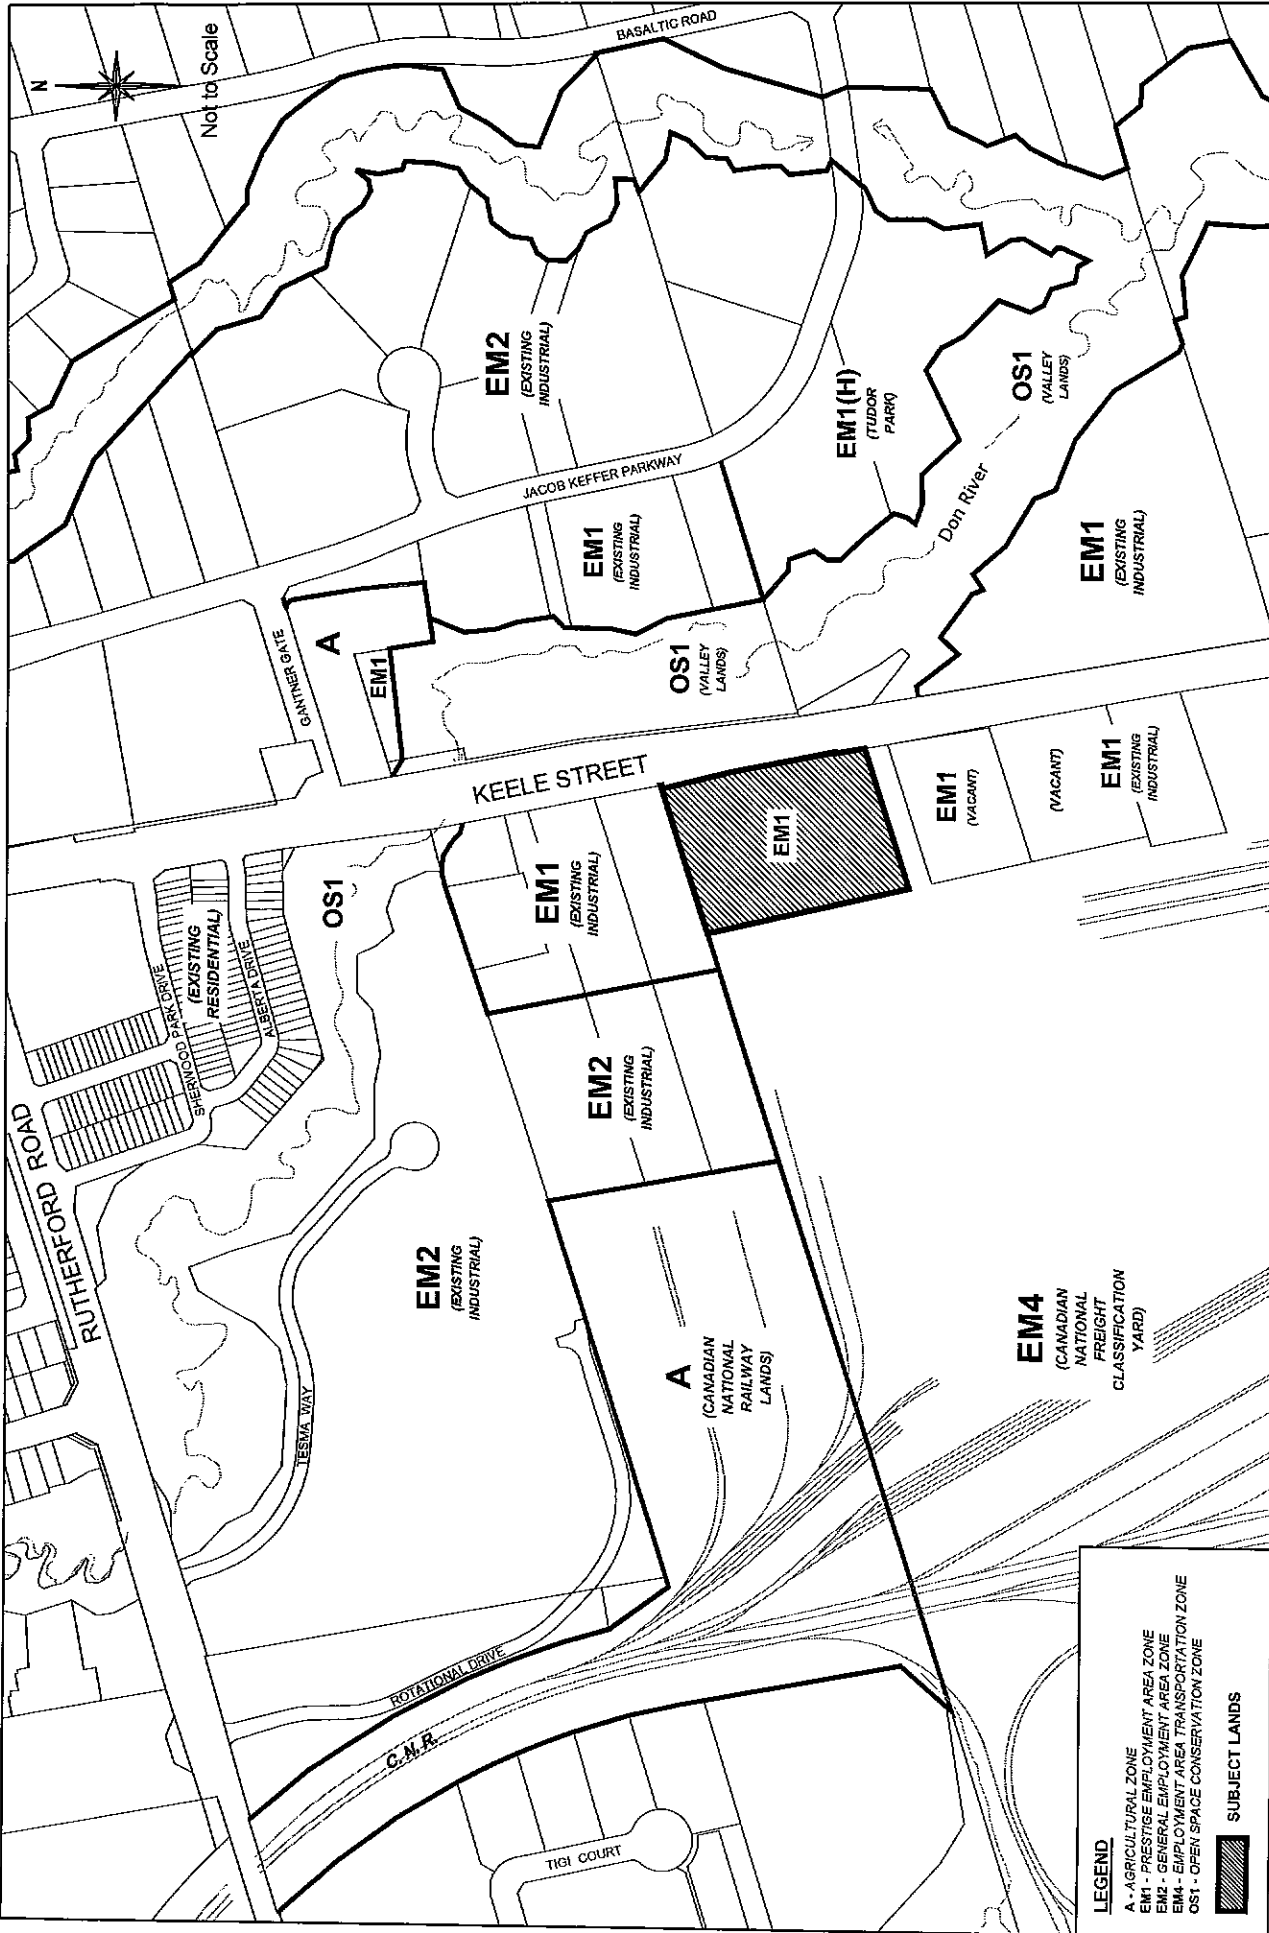 N
Not to Scale
BASALTIC ROAD
RUTHERFORD ROAD
SHERWOOD PARK DRIVE
(EXISTING
RESIDENTIAL)
ALBERTA DRIVE
OS1
GANTNER GATE
A
EM1
KEELE STREET
JACOB KEFFER PARKWAY
EM2
(EXISTING
INDUSTRIAL)
EM1
(EXISTING
INDUSTRIAL)
OS1
(VALLEY
LANDS)
EM1(H)
(TUDOR
PARK)
Don River
OS1
(VALLEY
LANDS)
EM1
(EXISTING
INDUSTRIAL)
TESMA WAY
EM2
(EXISTING
INDUSTRIAL)
EM2
(EXISTING
INDUSTRIAL)
EM1
(EXISTING
INDUSTRIAL)
EM1
EM1
(VACANT)
(VACANT)
EM1
(EXISTING
INDUSTRIAL)
ROTATIONAL DRIVE
C.N.R.
TIGI COURT
A
(CANADIAN
NATIONAL
RAILWAY
LANDS)
EM4
(CANADIAN
NATIONAL
FREIGHT
CLASSIFICATION
YARD)
LEGEND
A - AGRICULTURAL ZONE
EM1 - PRESTIGE EMPLOYMENT AREA ZONE
EM2 - GENERAL EMPLOYMENT AREA ZONE
EM4 - EMPLOYMENT AREA TRANSPORTATION ZONE
OS1 - OPEN SPACE CONSERVATION ZONE
SUBJECT LANDS